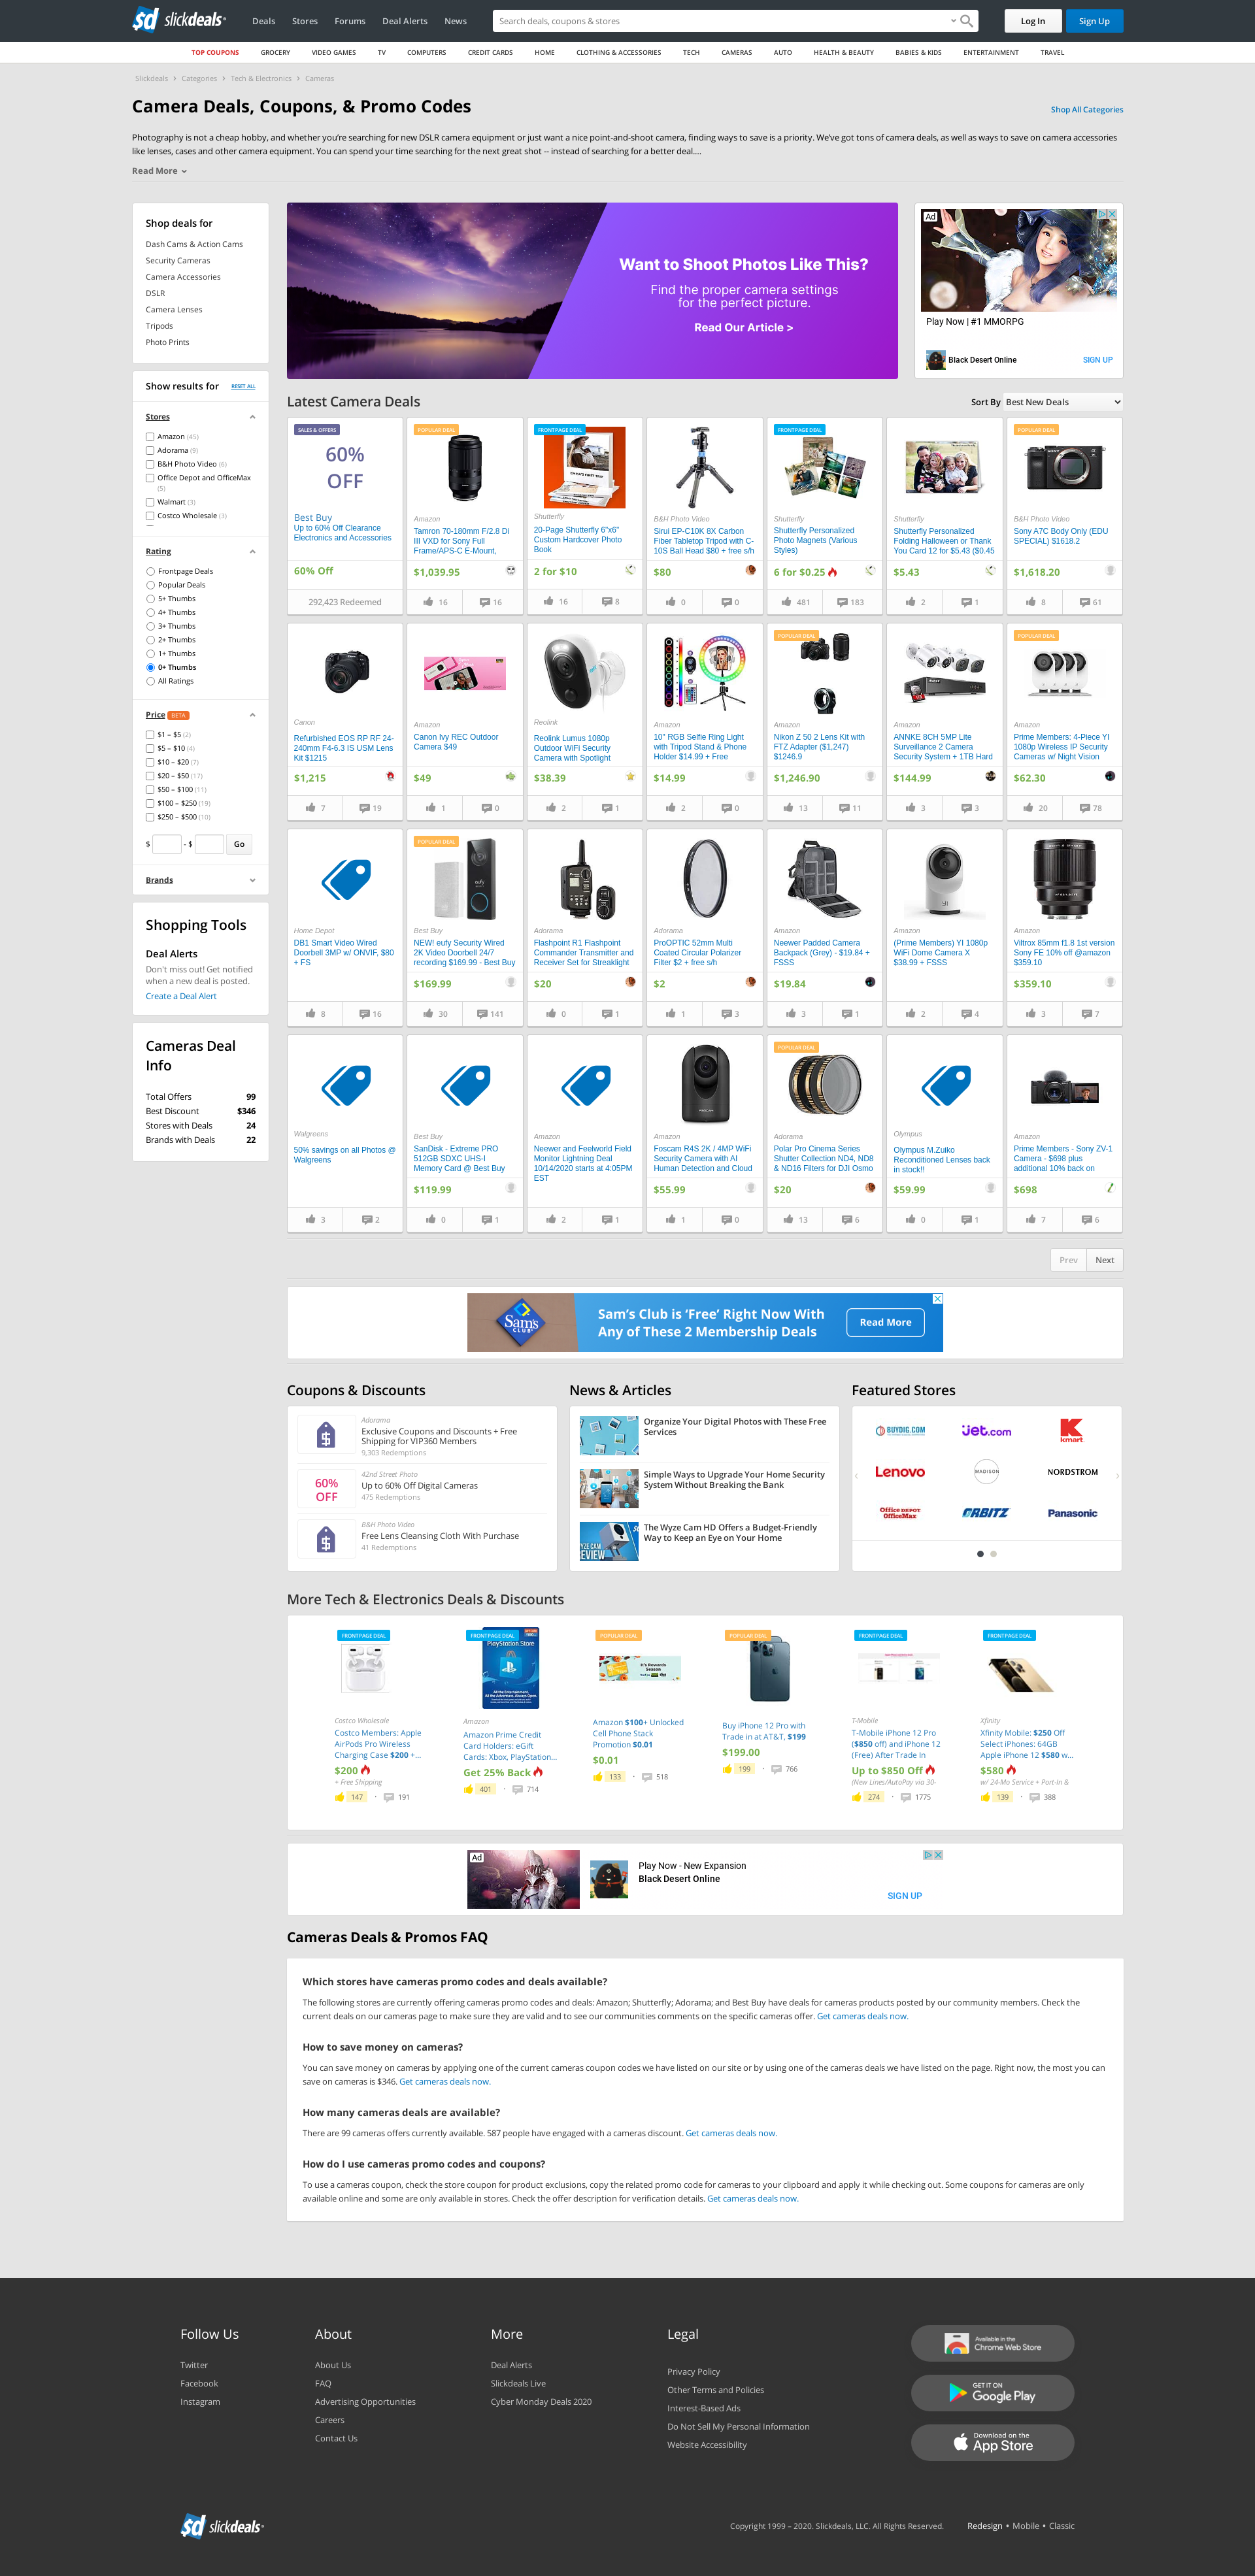 sd slickdeals
Deals
Stores
Forums
Deal Alerts
News
Search deals, coupons & stores
Log In
Sign Up
TOP COUPONS
GROCERY
VIDEO GAMES
TV
COMPUTERS
CREDIT CARDS
HOME
CLOTHING & ACCESSORIES
TECH
CAMERAS
AUTO
HEALTH & BEAUTY
BABIES & KIDS
ENTERTAINMENT
TRAVEL
Slickdeals > Categories > Tech & Electronics > Cameras
Camera Deals, Coupons, & Promo Codes
Shop All Categories
Photography is not a cheap hobby, and whether you're searching for new DSLR camera equipment or just want a nice point-and-shoot camera, finding ways to save is a priority. We've got tons of camera deals, as well as ways to save on camera accessories
like lenses, cases and other camera equipment. You can spend your time searching for the next great shot -- instead of searching for a better deal....
Read More
Shop deals for
Dash Cams & Action Cams
Security Cameras
Camera Accessories
DSLR
Camera Lenses
Tripods
Photo Prints
Show results for
RESET ALL
Stores
Amazon (45)
Adorama (9)
B&H Photo Video (6)
Office Depot and OfficeMax
(5)
Walmart (3)
Costco Wholesale (3)
Rating
Frontpage Deals
Popular Deals
5+ Thumbs
4+ Thumbs
3+ Thumbs
2+ Thumbs
1+ Thumbs
0+ Thumbs
All Ratings
Price BETA
$1 – $5 (2)
$5 – $10 (4)
$10 – $20 (7)
$20 – $50 (17)
$50 – $100 (11)
$100 – $250 (19)
$250 – $500 (10)
$ - $ Go
Brands
Shopping Tools
Deal Alerts
Don't miss out! Get notified
when a new deal is posted.
Create a Deal Alert
Cameras Deal
Info
Total Offers 99
Best Discount $346
Stores with Deals 24
Brands with Deals 22
Want to Shoot Photos Like This?
Find the proper camera settings
for the perfect picture.
Read Our Article >
Ad
Play Now | #1 MMORPG
Black Desert Online
SIGN UP
Latest Camera Deals
Sort By Best New Deals
SALES & OFFERS
60%
OFF
Best Buy
Up to 60% Off Clearance
Electronics and Accessories
60% Off
292,423 Redeemed
POPULAR DEAL
Amazon
Tamron 70-180mm F/2.8 Di
III VXD for Sony Full
Frame/APS-C E-Mount,
$1,039.95
16 16
FRONTPAGE DEAL
Shutterfly
20-Page Shutterfly 6"x6"
Custom Hardcover Photo
Book
2 for $10
16 8
B&H Photo Video
Sirui EP-C10K 8X Carbon
Fiber Tabletop Tripod with C-
10S Ball Head $80 + free s/h
$80
0 0
FRONTPAGE DEAL
Shutterfly
Shutterfly Personalized
Photo Magnets (Various
Styles)
6 for $0.25
481 183
Shutterfly
Shutterfly Personalized
Folding Halloween or Thank
You Card 12 for $5.43 ($0.45
$5.43
2 1
POPULAR DEAL
B&H Photo Video
Sony A7C Body Only (EDU
SPECIAL) $1618.2
$1,618.20
8 61
Canon
Refurbished EOS RP RF 24-
240mm F4-6.3 IS USM Lens
Kit $1215
$1,215
7 19
Amazon
Canon Ivy REC Outdoor
Camera $49
$49
1 0
Reolink
Reolink Lumus 1080p
Outdoor WiFi Security
Camera with Spotlight
$38.39
2 1
Amazon
10" RGB Selfie Ring Light
with Tripod Stand & Phone
Holder $14.99 + Free
$14.99
2 0
POPULAR DEAL
Amazon
Nikon Z 50 2 Lens Kit with
FTZ Adapter ($1,247)
$1246.9
$1,246.90
13 11
Amazon
ANNKE 8CH 5MP Lite
Surveillance 2 Camera
Security System + 1TB Hard
$144.99
3 3
POPULAR DEAL
Amazon
Prime Members: 4-Piece YI
1080p Wireless IP Security
Cameras w/ Night Vision
$62.30
20 78
Home Depot
DB1 Smart Video Wired
Doorbell 3MP w/ ONVIF, $80
+ FS
8 16
POPULAR DEAL
Best Buy
NEW! eufy Security Wired
2K Video Doorbell 24/7
recording $169.99 - Best Buy
$169.99
30 141
Adorama
Flashpoint R1 Flashpoint
Commander Transmitter and
Receiver Set for Streaklight
$20
0 1
Adorama
ProOPTIC 52mm Multi
Coated Circular Polarizer
Filter $2 + free s/h
$2
1 3
Amazon
Neewer Padded Camera
Backpack (Grey) - $19.84 +
FSSS
$19.84
3 1
Amazon
(Prime Members) YI 1080p
WiFi Dome Camera X
$38.99 + FSSS
2 4
Amazon
Viltrox 85mm f1.8 1st version
Sony FE 10% off @amazon
$359.10
$359.10
3 7
Walgreens
50% savings on all Photos @
Walgreens
3 2
Best Buy
SanDisk - Extreme PRO
512GB SDXC UHS-I
Memory Card @ Best Buy
$119.99
0 1
Amazon
Neewer and Feelworld Field
Monitor Lightning Deal
10/14/2020 starts at 4:05PM
EST
2 1
Amazon
Foscam R4S 2K / 4MP WiFi
Security Camera with AI
Human Detection and Cloud
$55.99
1 0
POPULAR DEAL
Adorama
Polar Pro Cinema Series
Shutter Collection ND4, ND8
& ND16 Filters for DJI Osmo
$20
13 6
Olympus
Olympus M.Zuiko
Reconditioned Lenses back
in stock!!
$59.99
0 1
Amazon
Prime Members - Sony ZV-1
Camera - $698 plus
additional 10% back on
$698
7 6
Prev
Next
Sam's CLUB
Sam's Club is 'Free' Right Now With
Any of These 2 Membership Deals
Read More
Coupons & Discounts
Adorama
Exclusive Coupons and Discounts + Free
Shipping for VIP360 Members
9,303 Redemptions
60%
OFF
42nd Street Photo
Up to 60% Off Digital Cameras
475 Redemptions
B&H Photo Video
Free Lens Cleansing Cloth With Purchase
41 Redemptions
News & Articles
Organize Your Digital Photos with These Free
Services
Simple Ways to Upgrade Your Home Security
System Without Breaking the Bank
The Wyze Cam HD Offers a Budget-Friendly
Way to Keep an Eye on Your Home
Featured Stores
BUYDIG.COM
jet.com
kmart
Lenovo
MADISON
NORDSTROM
Office DEPOT
OfficeMax
ORBITZ
Panasonic
More Tech & Electronics Deals & Discounts
FRONTPAGE DEAL
Costco Wholesale
Costco Members: Apple
AirPods Pro Wireless
Charging Case $200 +...
$200
+ Free Shipping
147 · 191
FRONTPAGE DEAL
PlayStation Store
Amazon
Amazon Prime Credit
Card Holders: eGift
Cards: Xbox, PlayStation...
Get 25% Back
401 · 714
POPULAR DEAL
It's Rewards
Season
Amazon $100+ Unlocked
Cell Phone Stack
Promotion $0.01
$0.01
133 · 518
POPULAR DEAL
Buy iPhone 12 Pro with
Trade in at AT&T, $199
$199.00
199 · 766
FRONTPAGE DEAL
T-Mobile
T-Mobile iPhone 12 Pro
($850 off) and iPhone 12
(Free) After Trade In
Up to $850 Off
(New Lines/AutoPay via 30-
274 · 1775
FRONTPAGE DEAL
Xfinity
Xfinity Mobile: $250 Off
Select iPhones: 64GB
Apple iPhone 12 $580 w...
$580
w/ 24-Mo Service + Port-In &
139 · 388
Ad
Play Now - New Expansion
Black Desert Online
SIGN UP
Cameras Deals & Promos FAQ
Which stores have cameras promo codes and deals available?
The following stores are currently offering cameras promo codes and deals: Amazon; Shutterfly; Adorama; and Best Buy have deals for cameras products posted by our community members. Check the
current deals on our cameras page to make sure they are valid and to see our communities comments on the specific cameras offer. Get cameras deals now.
How to save money on cameras?
You can save money on cameras by applying one of the current cameras coupon codes we have listed on our site or by using one of the cameras deals we have listed on the page. Right now, the most you can
save on cameras is $346. Get cameras deals now.
How many cameras deals are available?
There are 99 cameras offers currently available. 587 people have engaged with a cameras discount. Get cameras deals now.
How do I use cameras promo codes and coupons?
To use a cameras coupon, check the store coupon for product exclusions, copy the related promo code for cameras to your clipboard and apply it while checking out. Some coupons for cameras are only
available online and some are only available in stores. Check the offer description for verification details. Get cameras deals now.
Follow Us
Twitter
Facebook
Instagram
About
About Us
FAQ
Advertising Opportunities
Careers
Contact Us
More
Deal Alerts
Slickdeals Live
Cyber Monday Deals 2020
Legal
Privacy Policy
Other Terms and Policies
Interest-Based Ads
Do Not Sell My Personal Information
Website Accessibility
Available in the
Chrome Web Store
GET IT ON
Google Play
Download on the
App Store
sd slickdeals
Copyright 1999 – 2020. Slickdeals, LLC. All Rights Reserved.
Redesign • Mobile • Classic